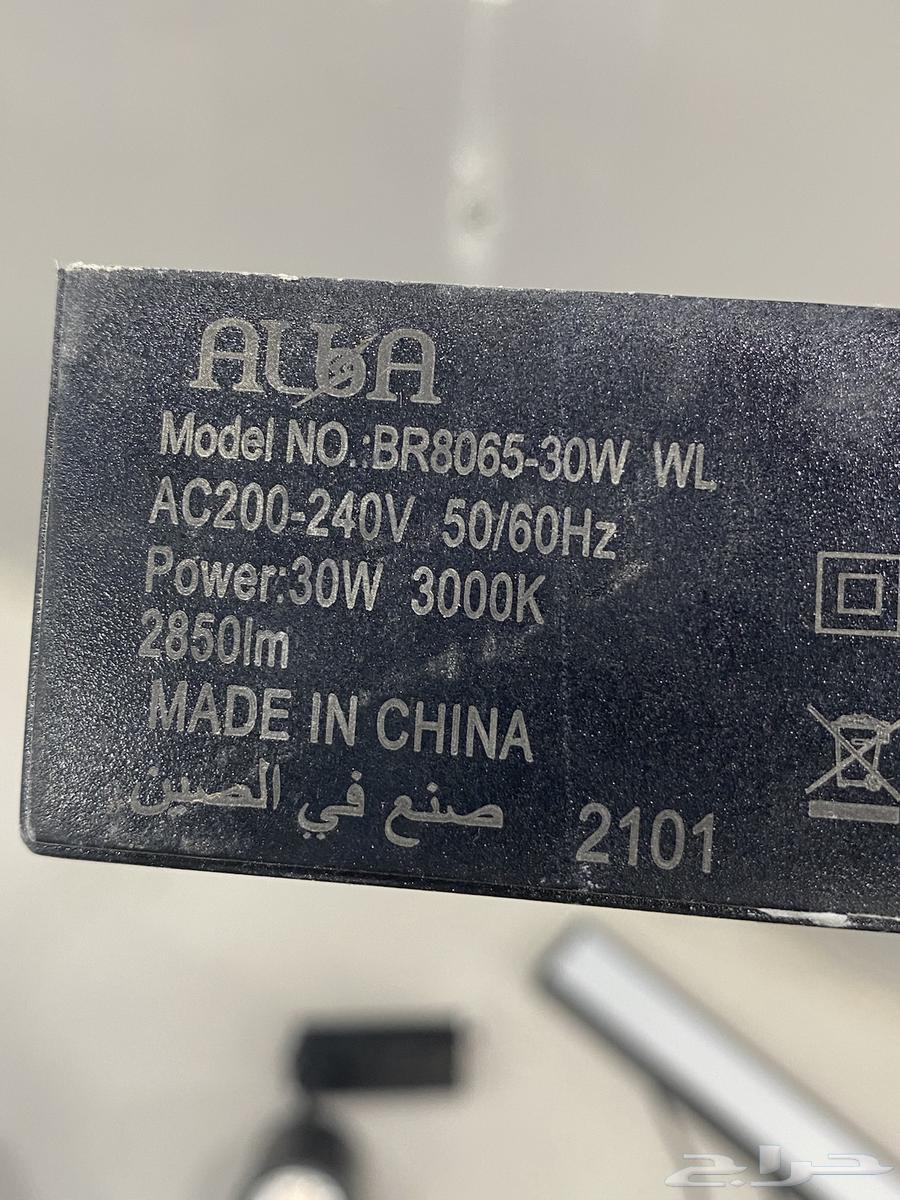 ALBA
Model NO.:BR8065-30W WL
AC200-240V 50/60Hz
Power:30W 3000K
2850lm
MADE IN CHINA
صنع في الصين
2101
حراج